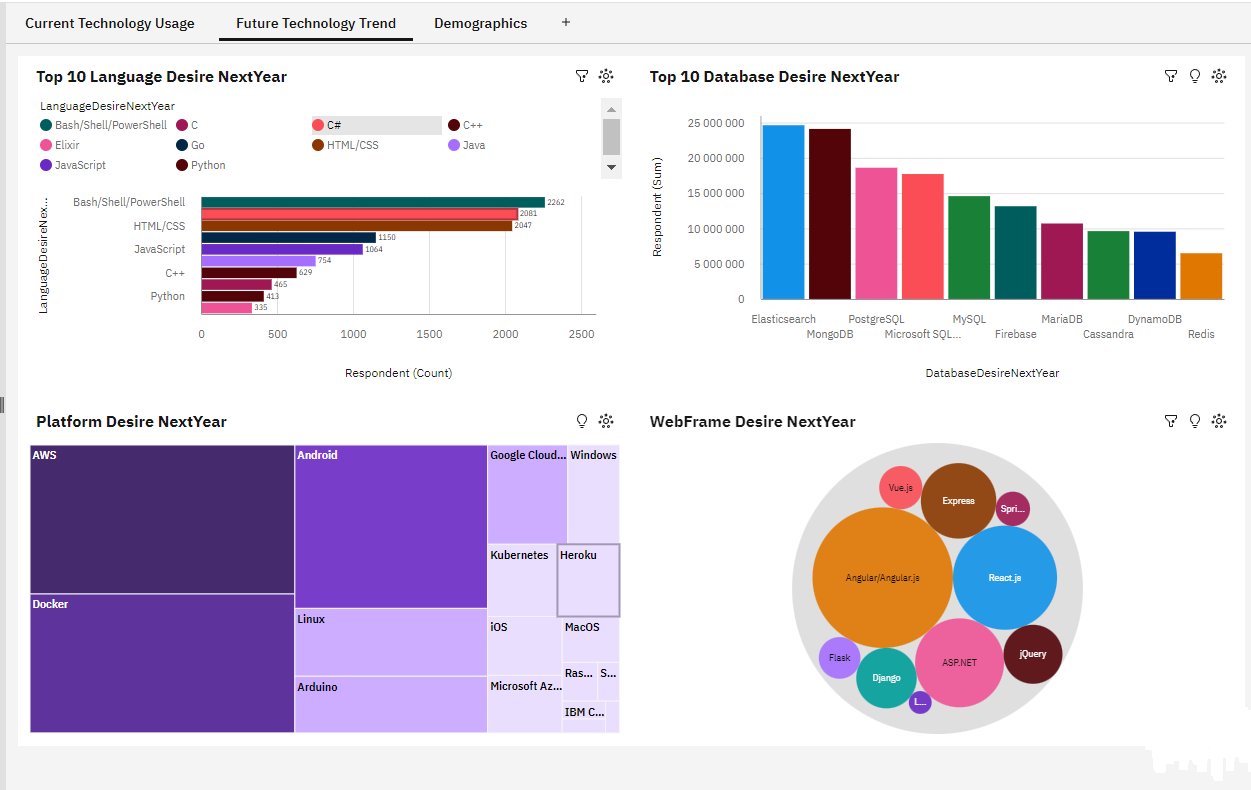 Current Technology Usage
Future Technology Trend
Demographics
+
Top 10 Language Desire NextYear
LanguageDesireNextYear
Bash/Shell/PowerShell
C
C#
C++
Elixir
Go
HTML/CSS
Java
JavaScript
Python
LanguageDesireNex...
Bash/Shell/PowerShell
2262
2081
HTML/CSS
2047
1150
JavaScript
1064
754
C++
629
465
Python
413
335
0
500
1000
1500
2000
2500
Respondent (Count)
Top 10 Database Desire NextYear
Respondent (Sum)
25 000 000
20 000 000
15 000 000
10 000 000
5 000 000
0
Elasticsearch
MongoDB
PostgreSQL
Microsoft SQL...
MySQL
Firebase
MariaDB
Cassandra
DynamoDB
Redis
DatabaseDesireNextYear
Platform Desire NextYear
AWS
Docker
Android
Linux
Arduino
Google Cloud...
Windows
Kubernetes
Heroku
iOS
MacOS
Microsoft Az...
Ras...
S...
IBM C...
WebFrame Desire NextYear
Vue.js
Express
Spri...
Angular/Angular.js
React.js
Flask
Django
ASP.NET
jQuery
L...